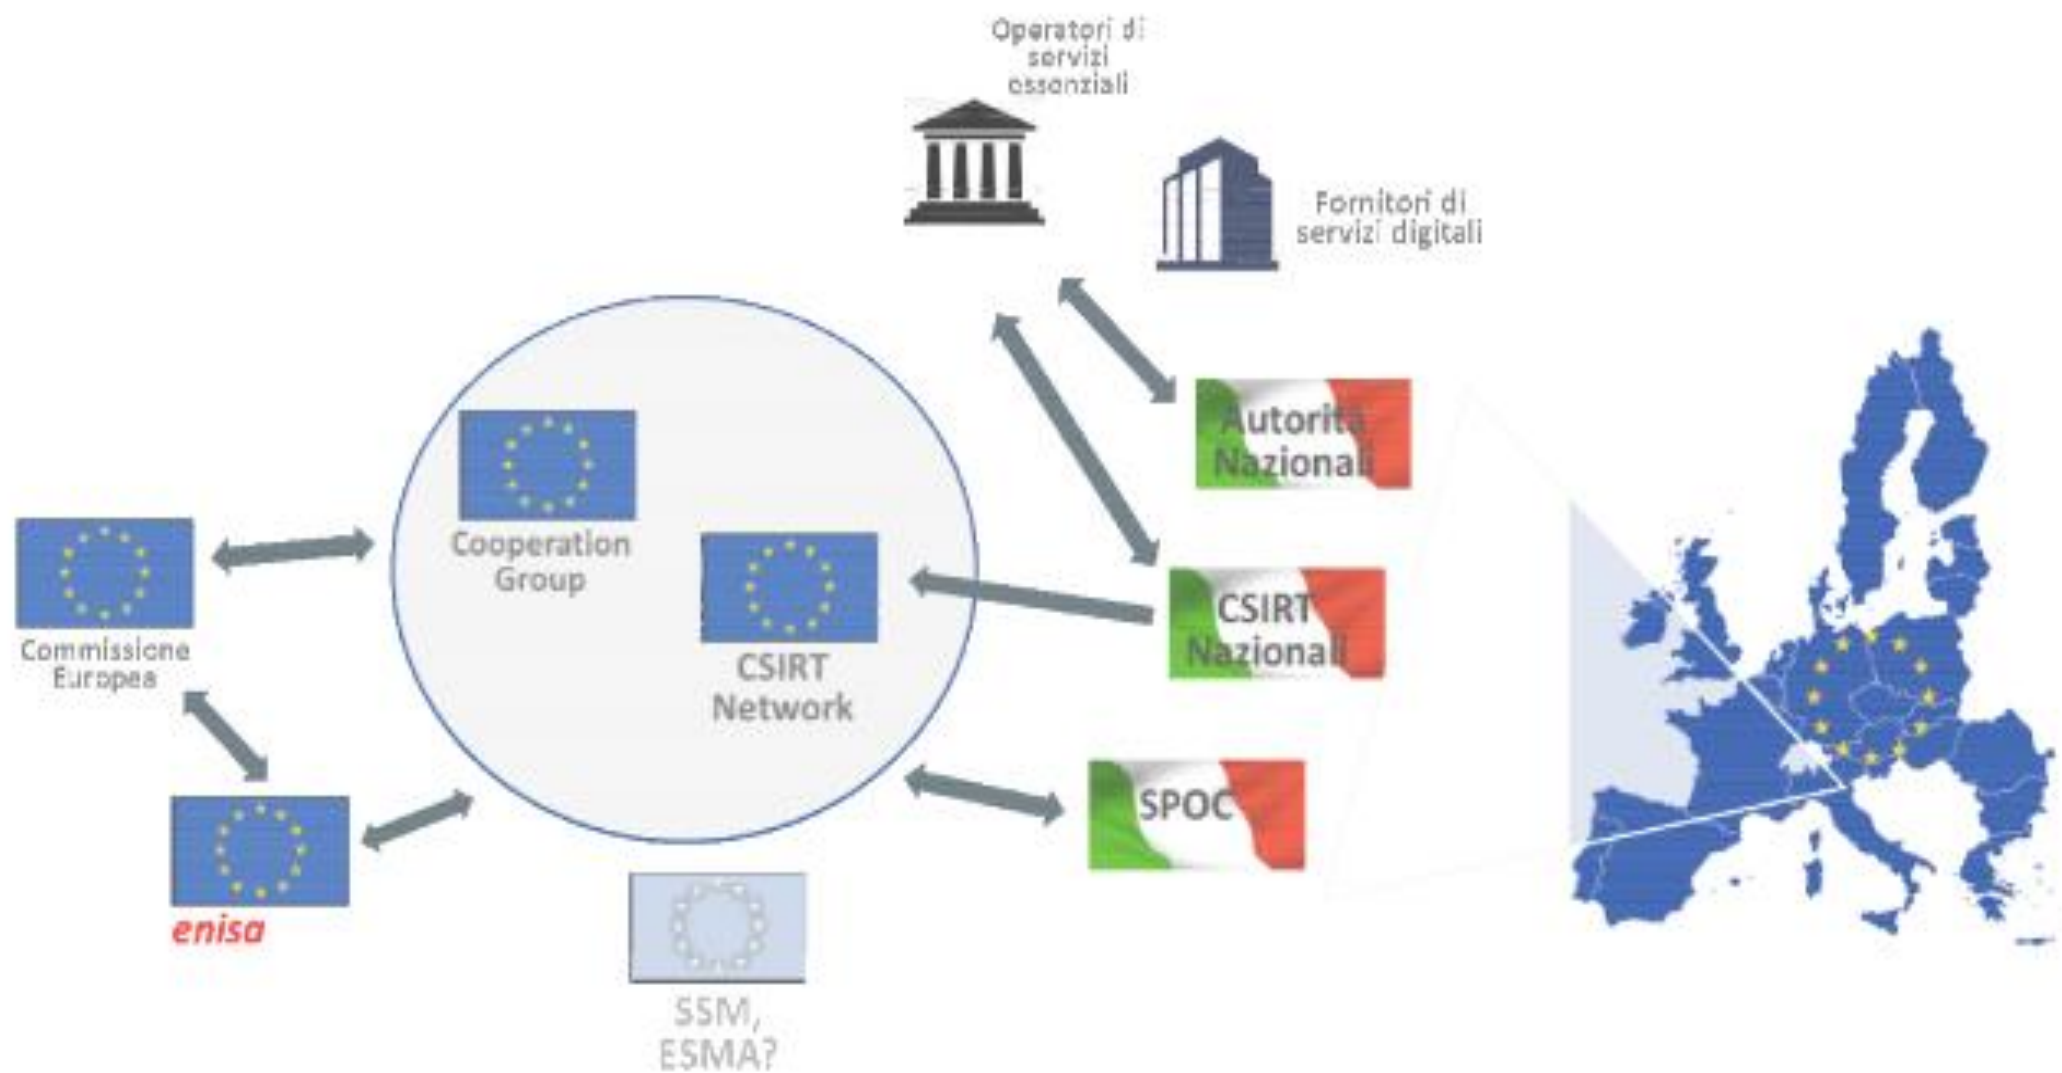 Operatori di
servizi
essenziali
Fornitori di
servizi digitali
Autorità
Nazionali
Cooperation
Group
CSIRT
Nazionali
Commissione
Europea
CSIRT
Network
SPOC
enisa
SSM,
ESMA?